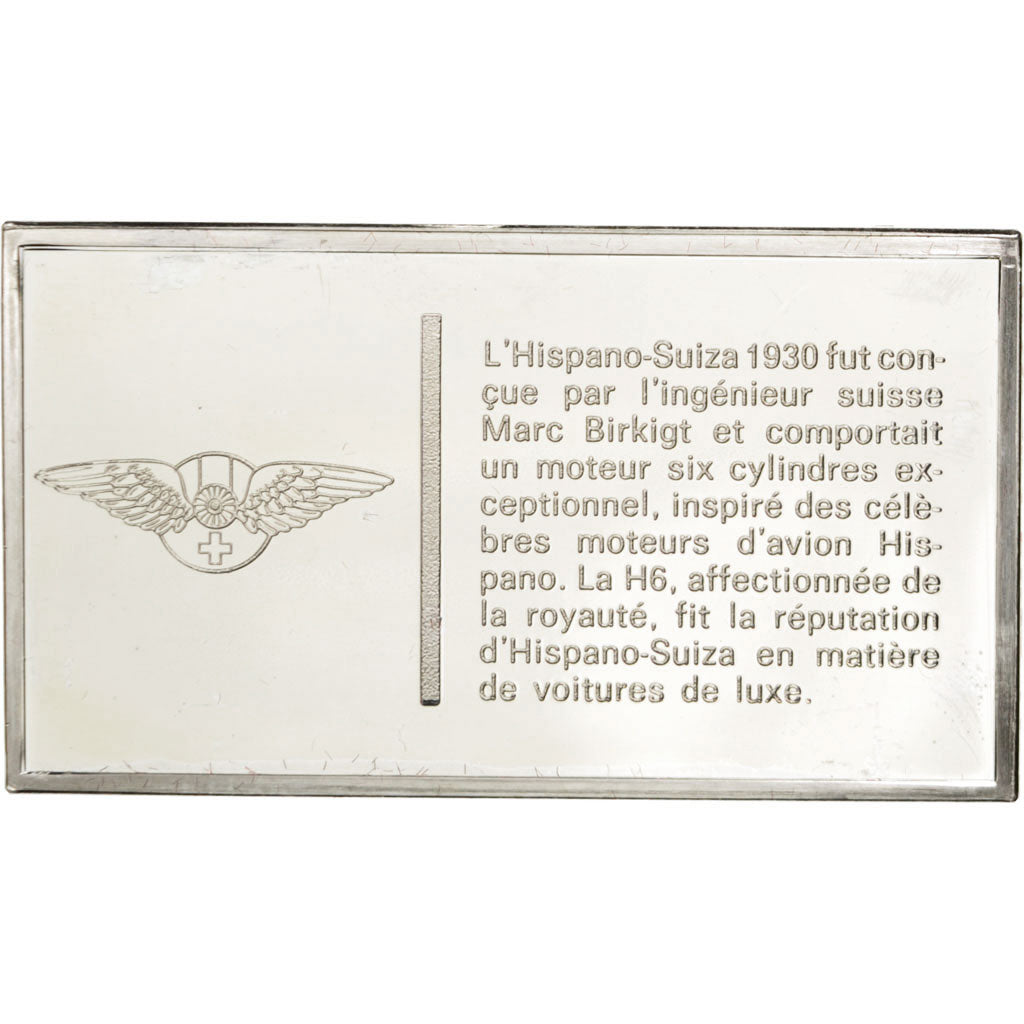 L'Hispano-Suiza 1930 fut con-
çue par l'ingénieur suisse
Marc Birkigt et comportait
un moteur six cylindres ex-
ceptionnel, inspiré des célè-
bres moteurs d'avion His-
pano. La H6, affectionnée de
la royauté, fit la réputation
d'Hispano-Suiza en matière
de voitures de luxe.